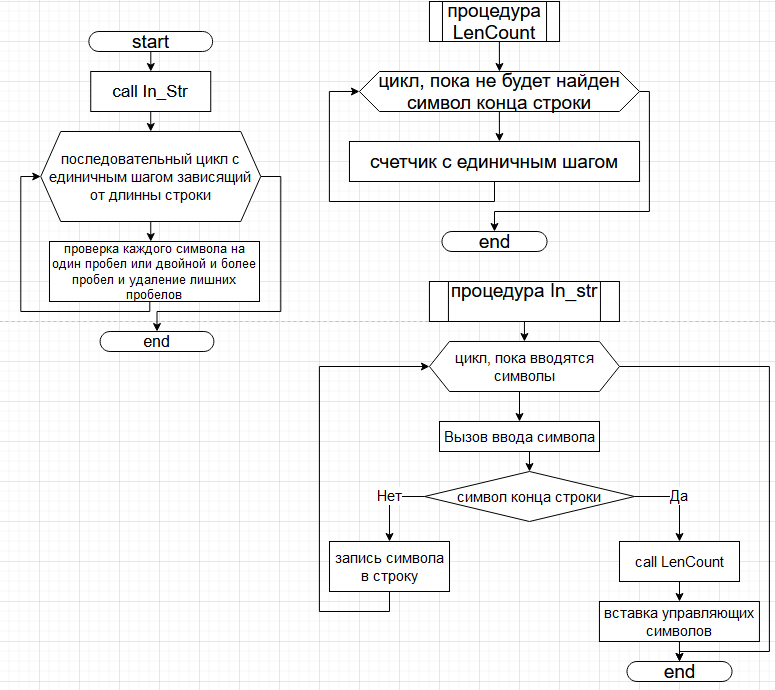 start
call In_Str
последовательный цикл с
единичным шагом зависящий
от длинны строки
проверка каждого символа на
один пробел или двойной и более
пробел и удаление лишних
пробелов
end
процедура
LenCount
цикл, пока не будет найден
символ конца строки
счетчик с единичным шагом
end
процедура In_str
цикл, пока вводятся
символы
Вызов ввода символа
символ конца строки
Нет
Да
запись символа
в строку
call LenCount
вставка управляющих
символов
end